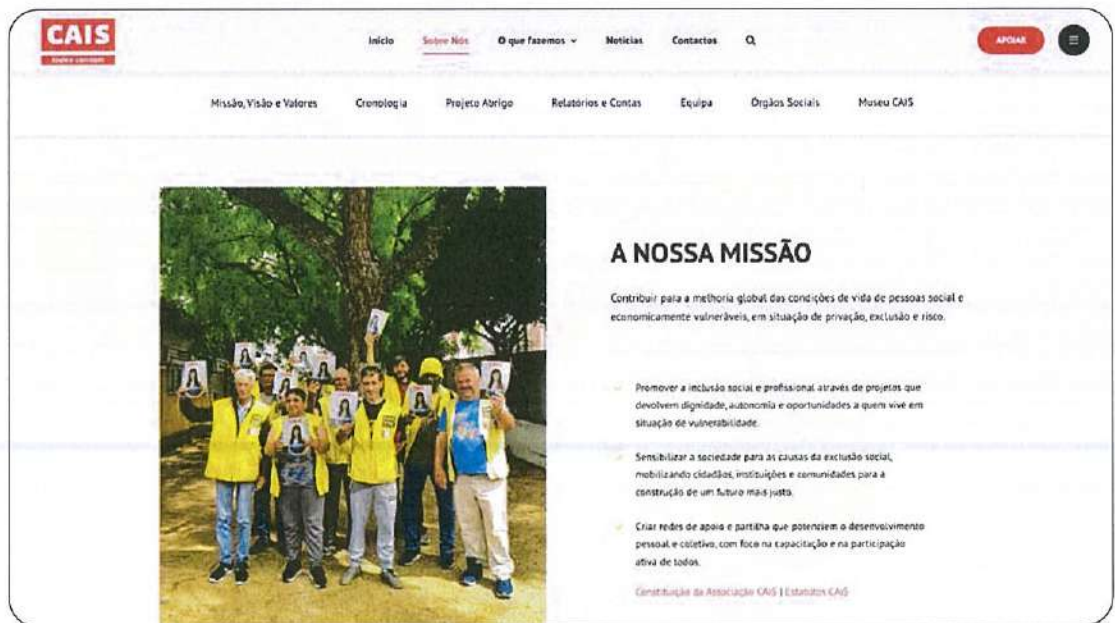 CAIS
Início Sobre Nós O que fazemos Notícias Contactos
APOIAR
Missão, Visão e Valores Cronologia Projeto Abrigo Relatórios e Contas Equipa Órgãos Sociais Museu CAIS
A NOSSA MISSÃO
Contribuir para a melhoria global das condições de vida de pessoas social e
economicamente vulneráveis, em situação de privação, exclusão e risco.
Promover a inclusão social e profissional através de projetos que
devolvem dignidade, autonomia e oportunidades a quem vive em
situação de vulnerabilidade.
Sensibilizar a sociedade para as causas da exclusão social,
mobilizando cidadãos, instituições e comunidades para a
construção de um futuro mais justo.
Criar redes de apoio e partilha que potenciem o desenvolvimento
pessoal e coletivo, com foco na capacitação e na participação
ativa de todos.
Constituição da Associação CAIS | Estatutos CAIS